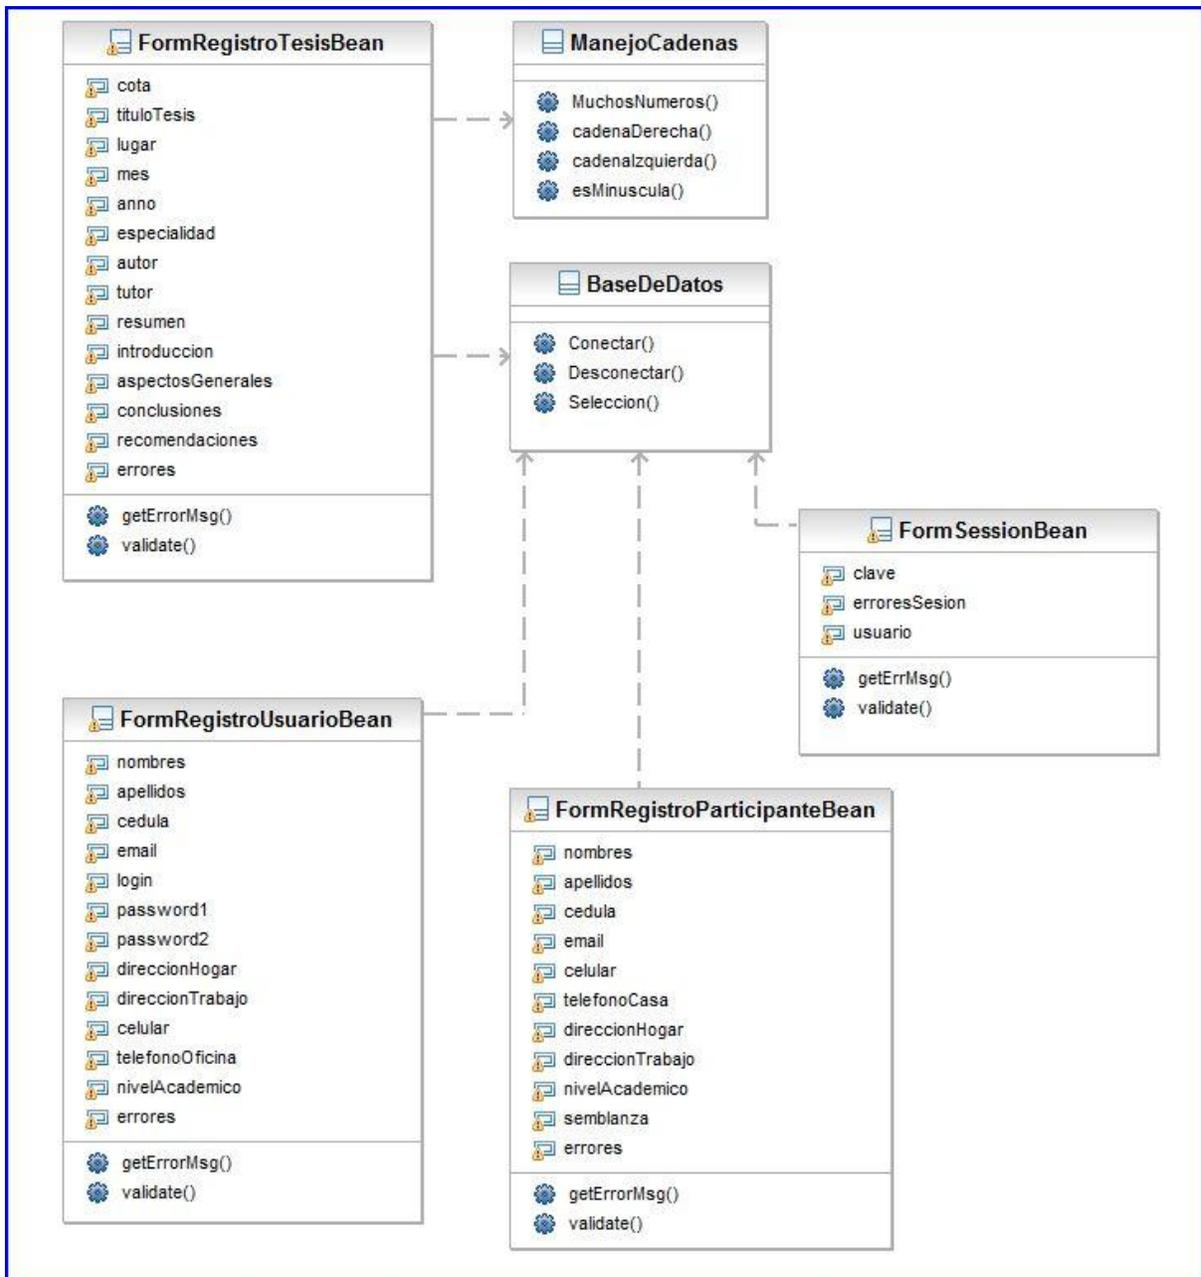 FormRegistroTesisBean
cota
tituloTesis
lugar
mes
anno
especialidad
autor
tutor
resumen
introduccion
aspectosGenerales
conclusiones
recomendaciones
errores
getErrorMsg()
validate()
ManejoCadenas
MuchosNumeros()
cadenaDerecha()
cadenaIzquierda()
esMinuscula()
BaseDeDatos
Conectar()
Desconectar()
Seleccion()
FormSessionBean
clave
erroresSesion
usuario
getErrMsg()
validate()
FormRegistroUsuarioBean
nombres
apellidos
cedula
email
login
password1
password2
direccionHogar
direccionTrabajo
celular
telefonoOficina
nivelAcademico
errores
getErrorMsg()
validate()
FormRegistroParticipanteBean
nombres
apellidos
cedula
email
celular
telefonoCasa
direccionHogar
direccionTrabajo
nivelAcademico
semblanza
errores
getErrorMsg()
validate()